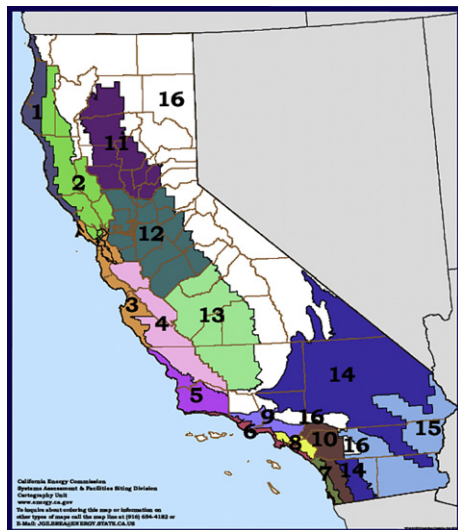 1
16
11
2
12
3
4
13
14
5
15
9
16
6
8
10
16
7
14
California Energy Commission
Systems Assessment & Facilities Siting Division
Cartography Unit
www.energy.ca.gov
To inquire about ordering this map or information on
other types of maps call the map line at (916) 654-4182 or
E-Mail: